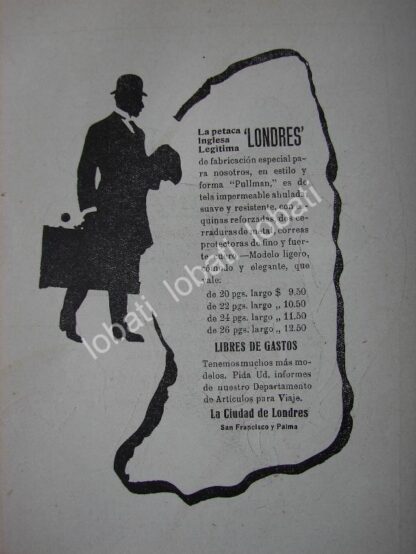 La petaca
Inglesa
Legítima
'LONDRES'
de fabricación especial pa-
ra nosotros, en estilo y
forma "Pullman," es de
tela impermeable ahulada,
suave y resistente, con es-
quinas reforzadas, dos ce-
rraduras de metal, correas
protectoras de fino y fuer-
te cuero.—Modelo ligero,
cómodo y elegante, que
vale:
de 20 pgs. largo $ 9.50
de 22 pgs. largo ,, 10.50
de 24 pgs. largo ,, 11.50
de 26 pgs. largo ,, 12.50
LIBRES DE GASTOS
Tenemos muchos más mo-
delos. Pida Ud. informes
de nuestro Departamento
de Artículos para Viaje.
La Ciudad de Londres
San Francisco y Palma
lobati lobati lobati